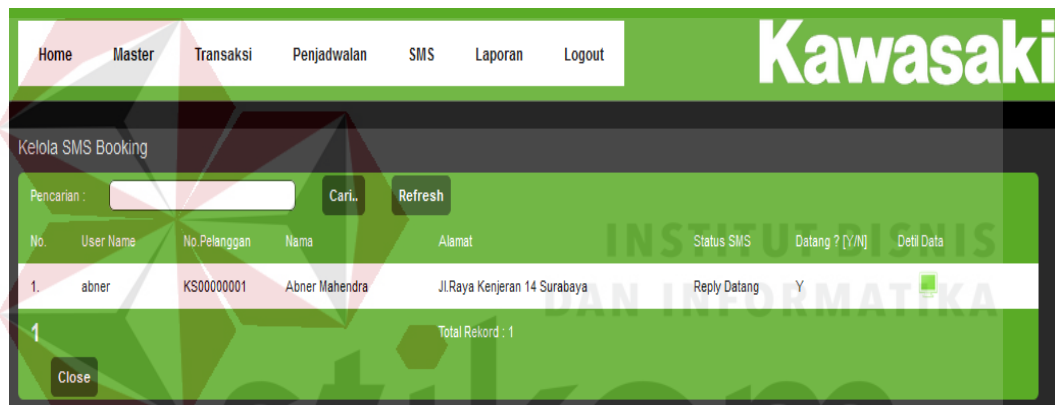 Home Master Transaksi Penjadwalan SMS Laporan Logout
Kawasaki
Kelola SMS Booking
Pencarian : Cari.. Refresh
No. User Name No.Pelanggan Nama Alamat Status SMS Datang ? [Y/N] Detil Data
1. abner KS00000001 Abner Mahendra Jl.Raya Kenjeran 14 Surabaya Reply Datang Y
1 Total Rekord : 1
Close
INSTITUT BISNIS
DAN INFORMATIKA
stikom